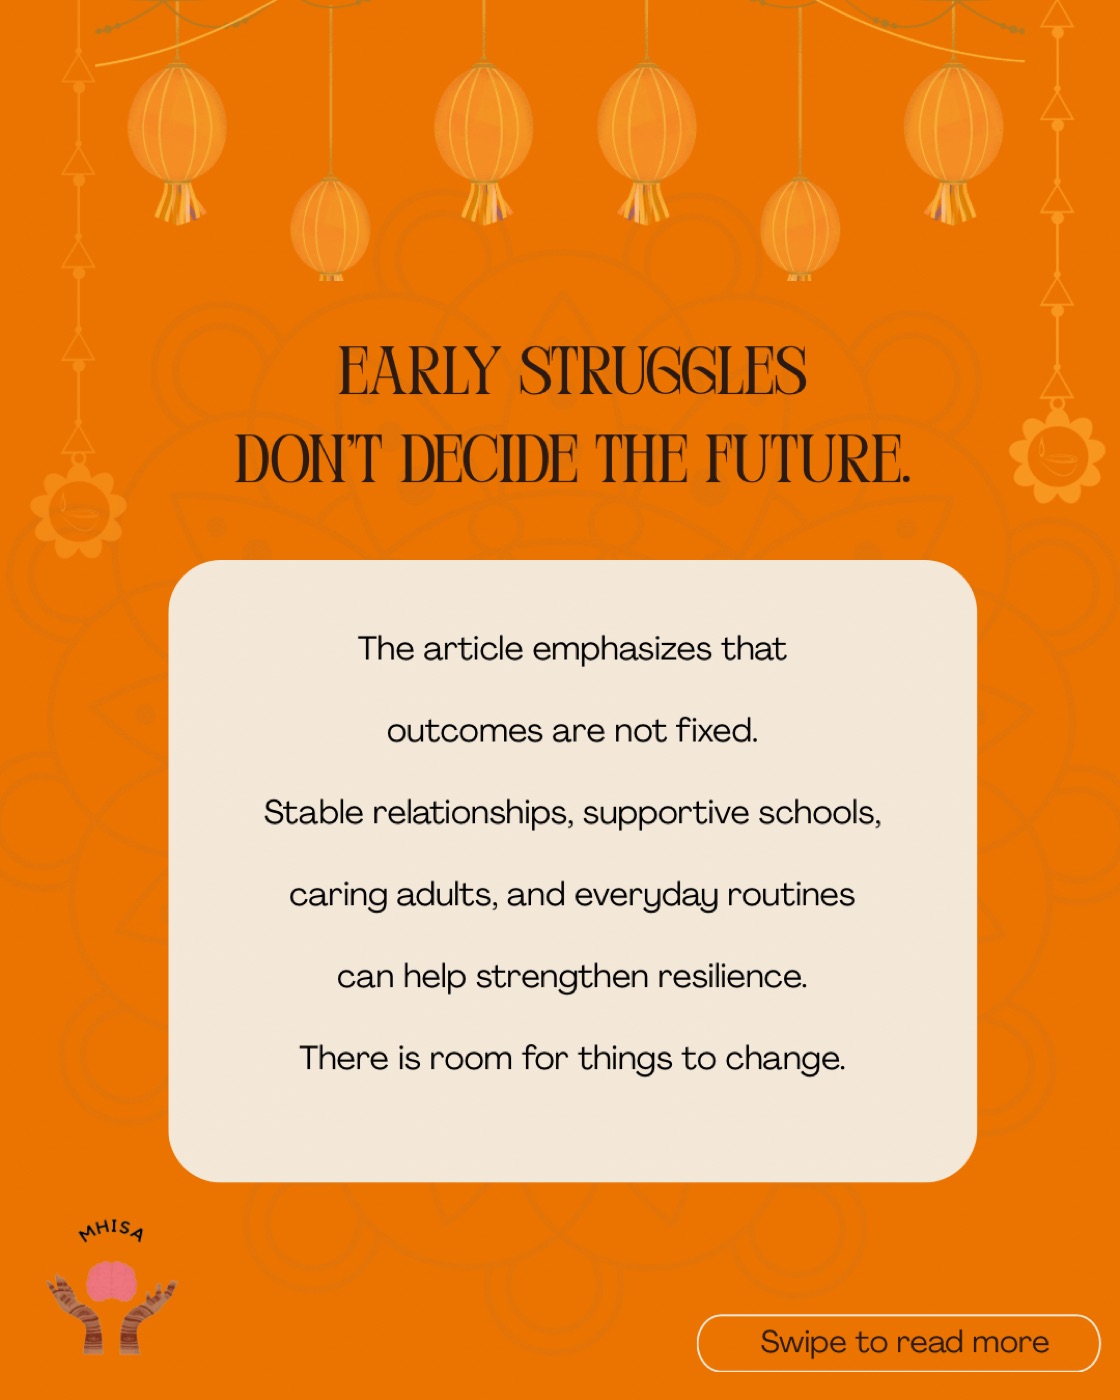 EARLY STRUGGLES
DON'T DECIDE THE FUTURE.
The article emphasizes that
outcomes are not fixed.
Stable relationships, supportive schools,
caring adults, and everyday routines
can help strengthen resilience.
There is room for things to change.
MHISA
Swipe to read more